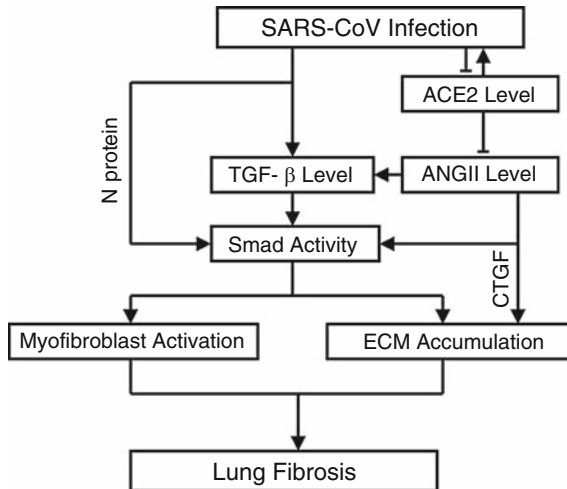 SARS-CoV Infection
ACE2 Level
N protein
TGF- β Level
ANGII Level
Smad Activity
CTGF
Myofibroblast Activation
ECM Accumulation
Lung Fibrosis